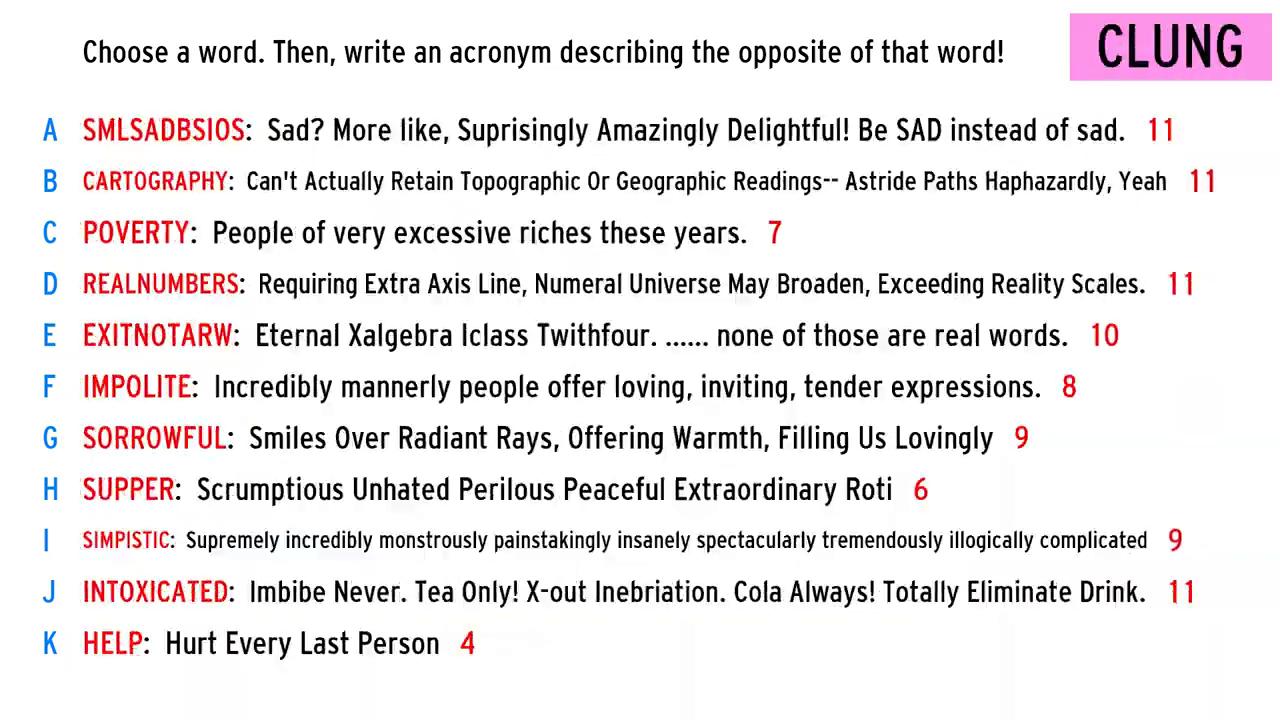 Choose a word. Then, write an acronym describing the opposite of that word!
CLUNG
A SMLSADBSIOS: Sad? More like, Suprisingly Amazingly Delightful! Be SAD instead of sad. 11
B CARTOGRAPHY: Can't Actually Retain Topographic Or Geographic Readings-- Astride Paths Haphazardly, Yeah 11
C POVERTY: People of very excessive riches these years. 7
D REALNUMBERS: Requiring Extra Axis Line, Numeral Universe May Broaden, Exceeding Reality Scales. 11
E EXITNOTARW: Eternal Xalgebra Iclass Twithfour. ...... none of those are real words. 10
F IMPOLITE: Incredibly mannerly people offer loving, inviting, tender expressions. 8
G SORROWFUL: Smiles Over Radiant Rays, Offering Warmth, Filling Us Lovingly 9
H SUPPER: Scrumptious Unhated Perilous Peaceful Extraordinary Roti 6
I SIMPISTIC: Supremely incredibly monstrously painstakingly insanely spectacularly tremendously illogically complicated 9
J INTOXICATED: Imbibe Never. Tea Only! X-out Inebriation. Cola Always! Totally Eliminate Drink. 11
K HELP: Hurt Every Last Person 4